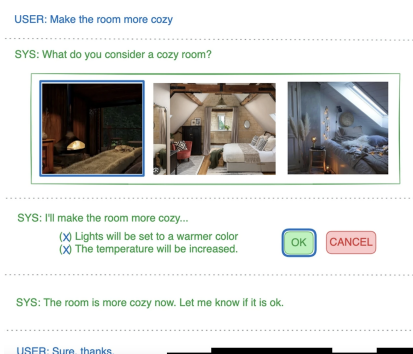 USER: Make the room more cozy
SYS: What do you consider a cozy room?
SYS: I'll make the room more cozy...
(X) Lights will be set to a warmer color
(X) The temperature will be increased.
OK
CANCEL
SYS: The room is more cozy now. Let me know if it is ok.
USER: Sure, thanks.